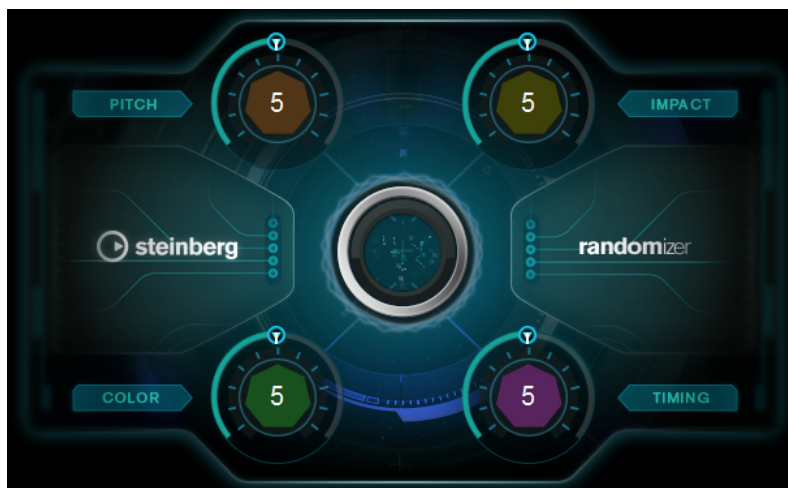 5
5
PITCH
IMPACT
steinberg
randomizer
5
5
COLOR
TIMING